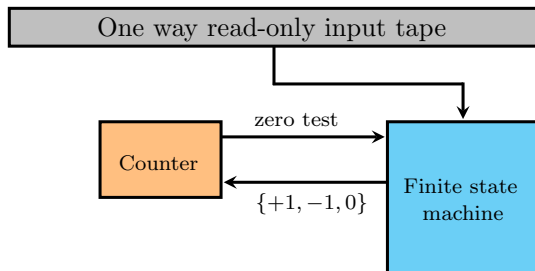 One way read-only input tape
zero test
Counter
{+1, −1, 0}
Finite state
machine